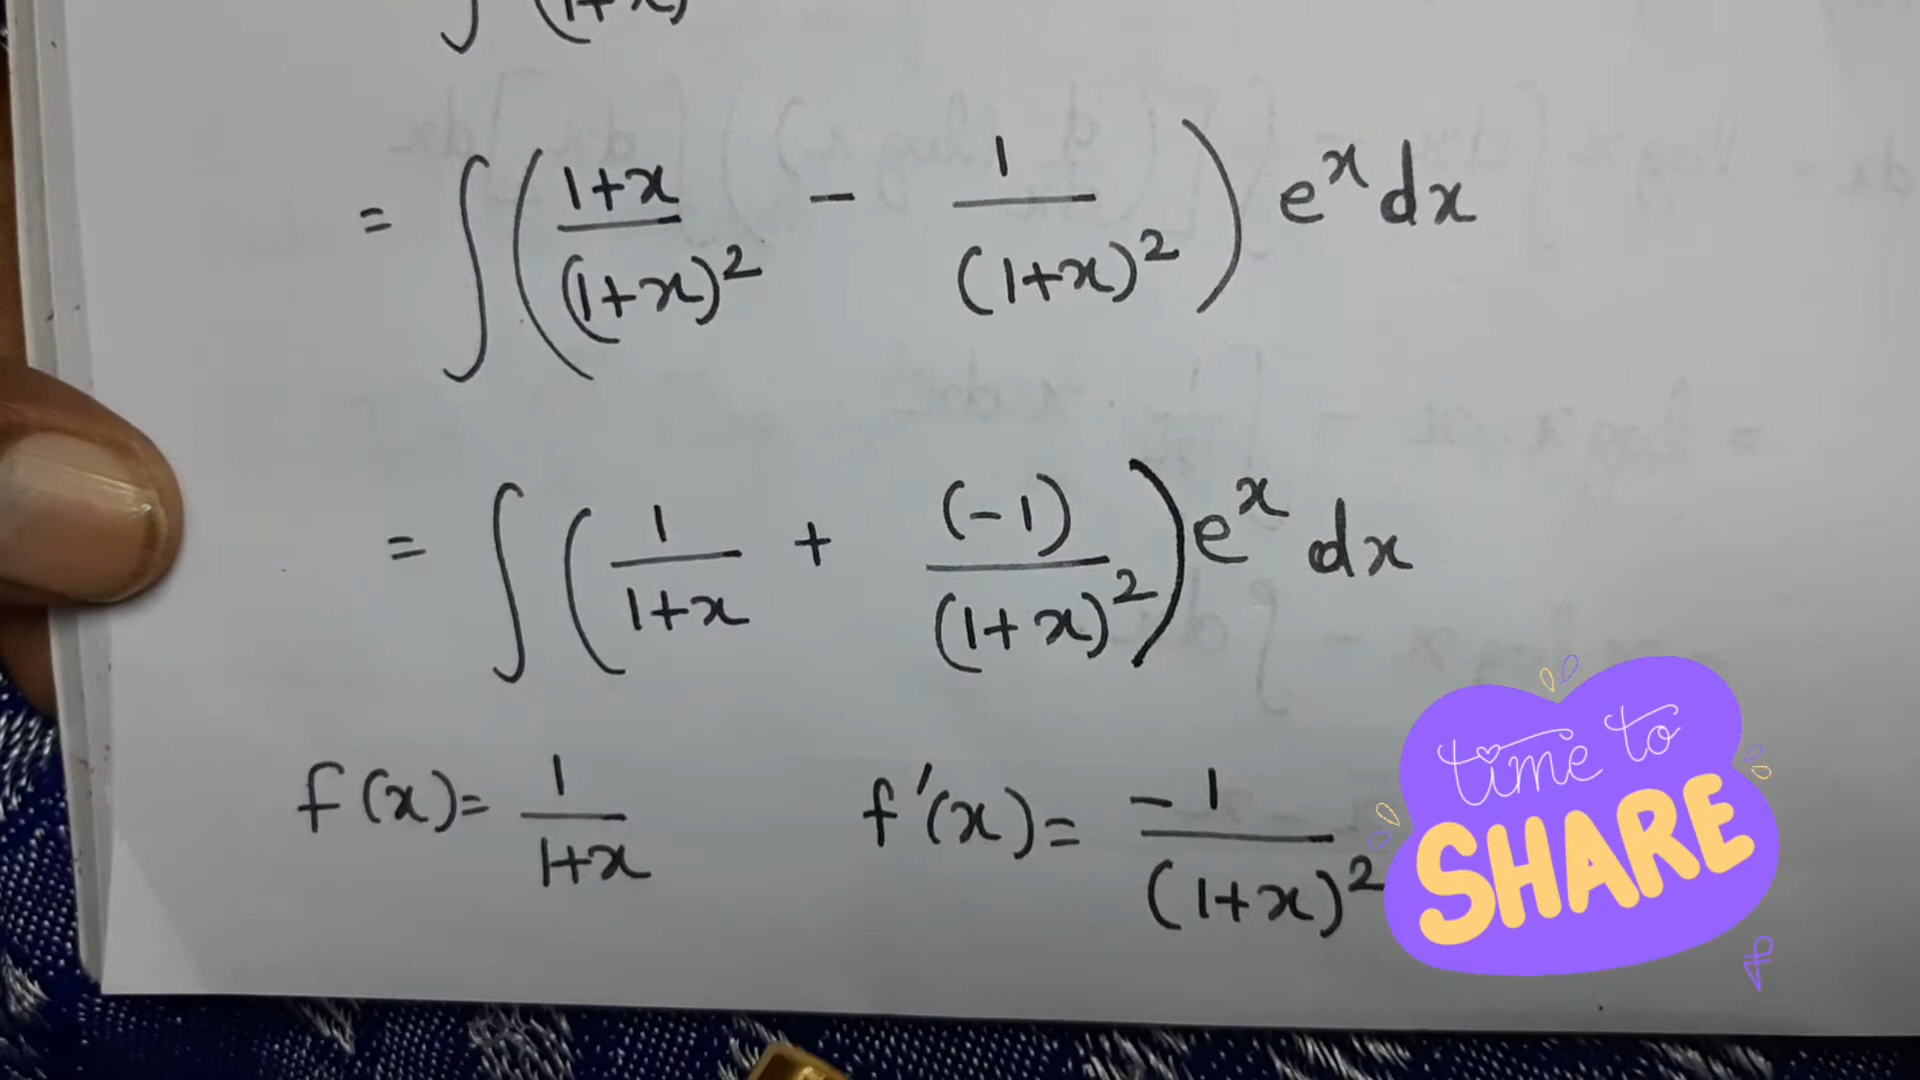 ∫ (1+x)
= ∫ ( (1+x)/(1+x)² − 1/(1+x)² ) eˣ dx
= ∫ ( 1/(1+x) + (-1)/(1+x)² ) eˣ dx
f(x) = 1/(1+x)   f'(x) = -1/(1+x)²
time to
SHARE